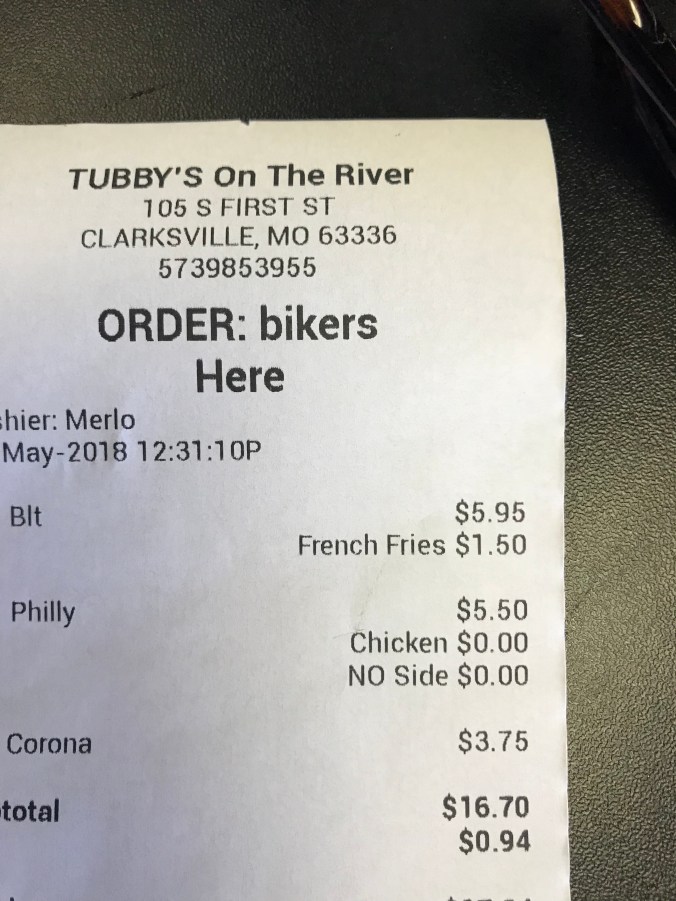 TUBBY'S On The River
105 S FIRST ST
CLARKSVILLE, MO 63336
5739853955
ORDER: bikers
Here
shier: Merlo
May-2018 12:31:10P
Blt $5.95
French Fries $1.50
Philly $5.50
Chicken $0.00
NO Side $0.00
Corona $3.75
total $16.70
$0.94